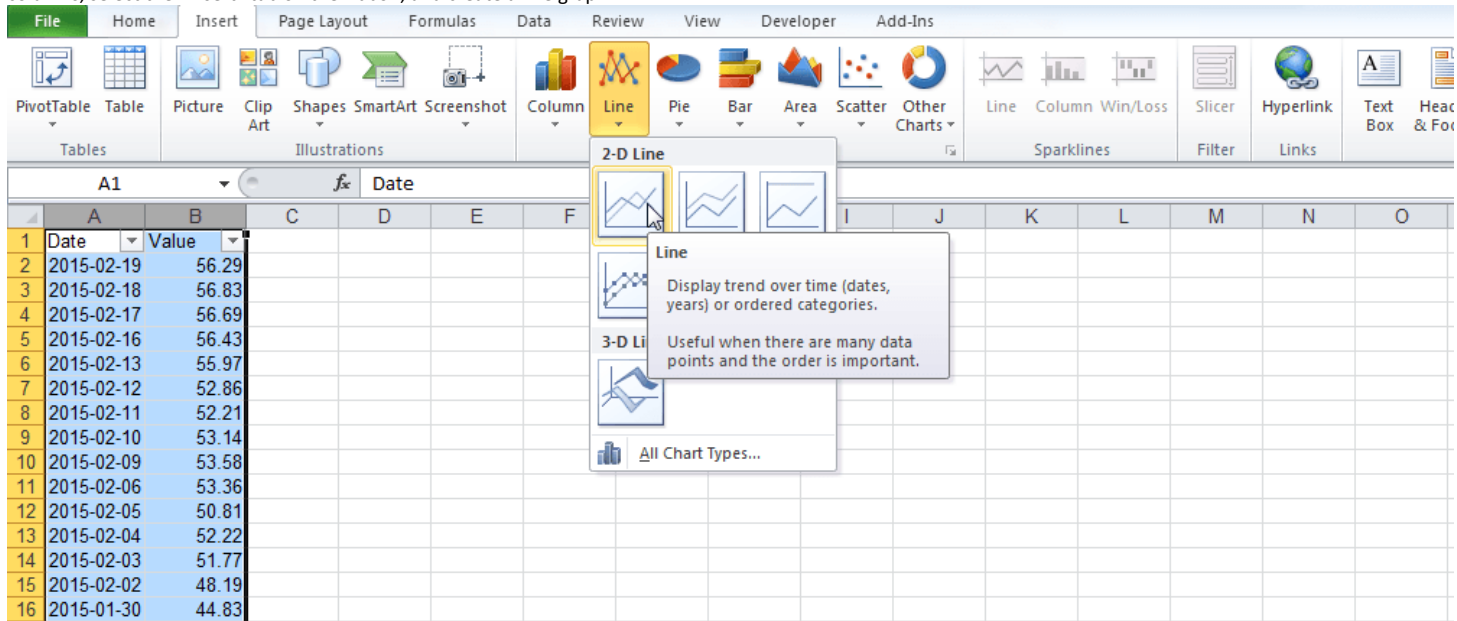 File Home Insert Page Layout Formulas Data Review View Developer Add-Ins
PivotTable Table Picture Clip Art Shapes SmartArt Screenshot Column Line Pie Bar Area Scatter Other Charts Line Column Win/Loss Slicer Hyperlink Text Box Head & Foo
Tables Illustrations Sparklines Filter Links
2-D Line
A1 fx Date
A B C D E F I J K L M N O
Line
Display trend over time (dates,
years) or ordered categories.
Useful when there are many data
points and the order is important.
3-D Li
All Chart Types...
1 Date Value
2 2015-02-19 56.29
3 2015-02-18 56.83
4 2015-02-17 56.69
5 2015-02-16 56.43
6 2015-02-13 55.97
7 2015-02-12 52.86
8 2015-02-11 52.21
9 2015-02-10 53.14
10 2015-02-09 53.58
11 2015-02-06 53.36
12 2015-02-05 50.81
13 2015-02-04 52.22
14 2015-02-03 51.77
15 2015-02-02 48.19
16 2015-01-30 44.83